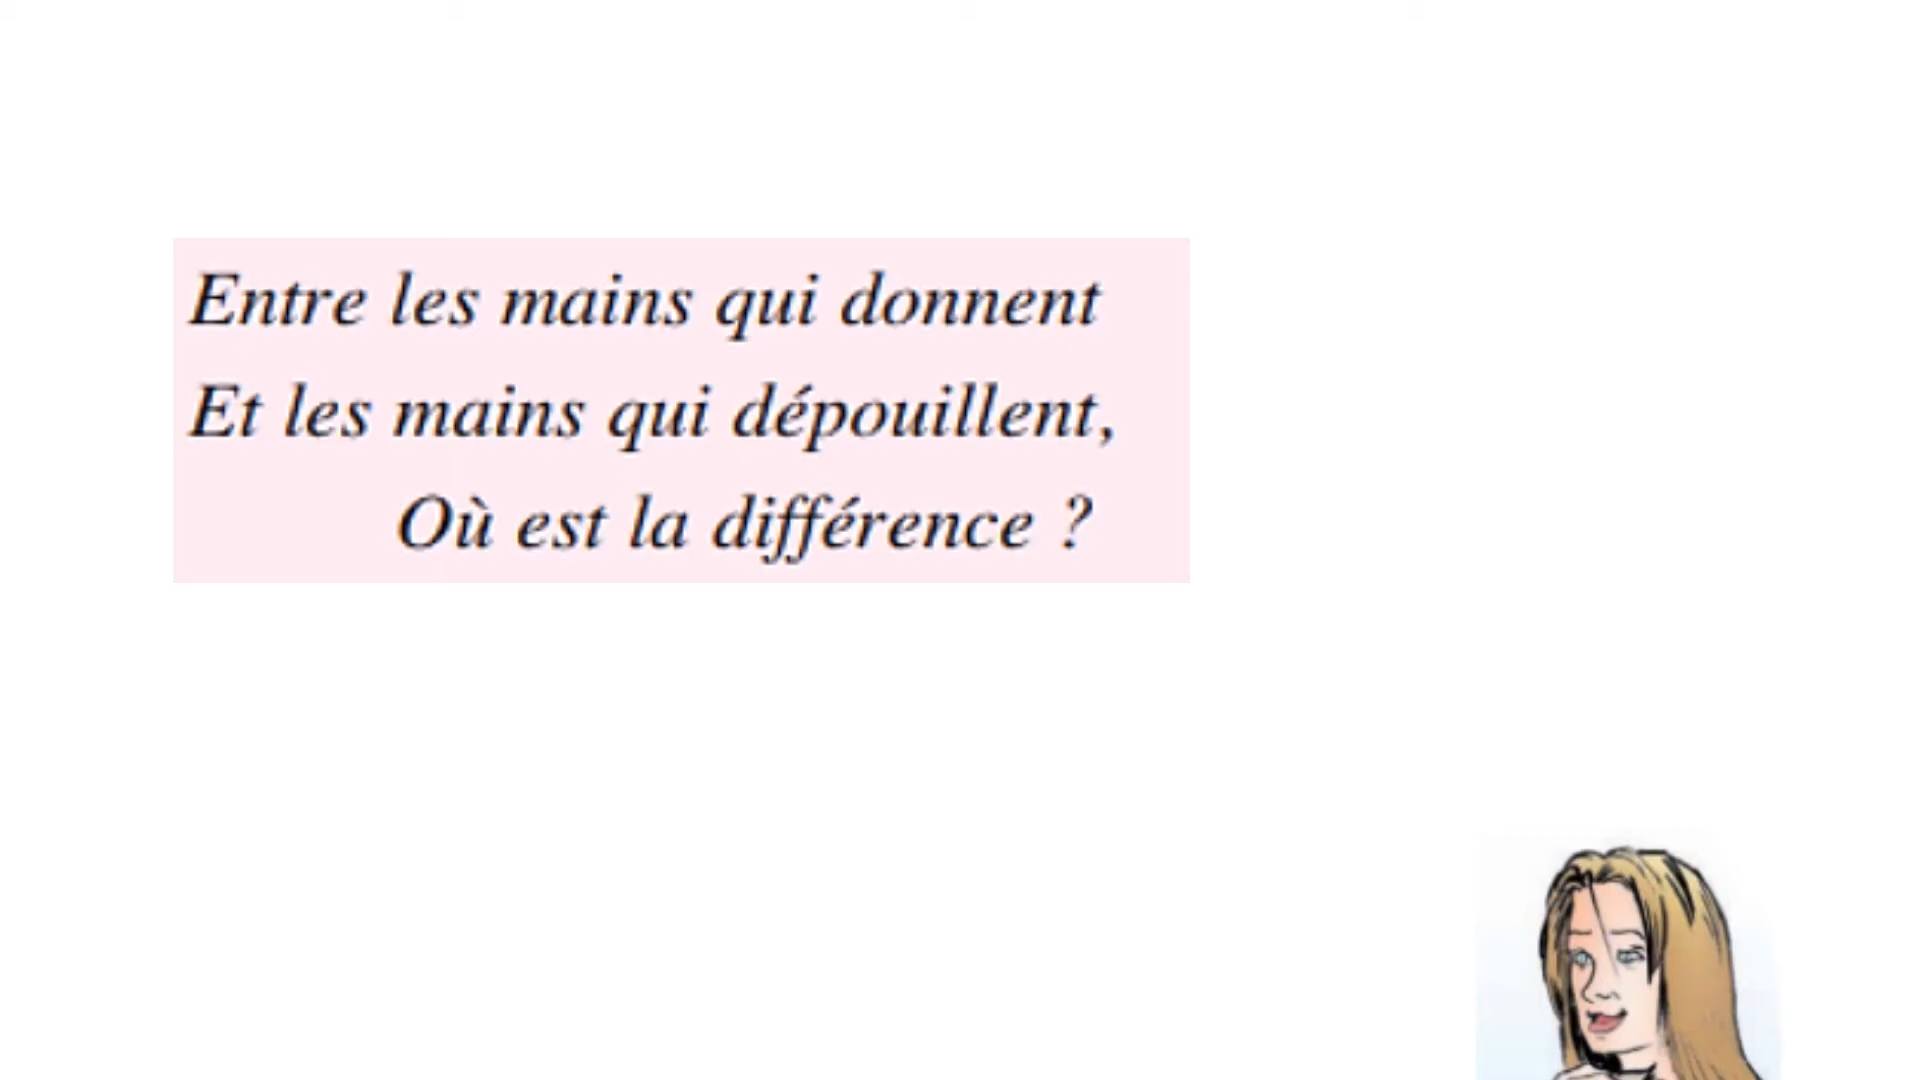 Entre les mains qui donnent
Et les mains qui dépouillent,
Où est la différence ?